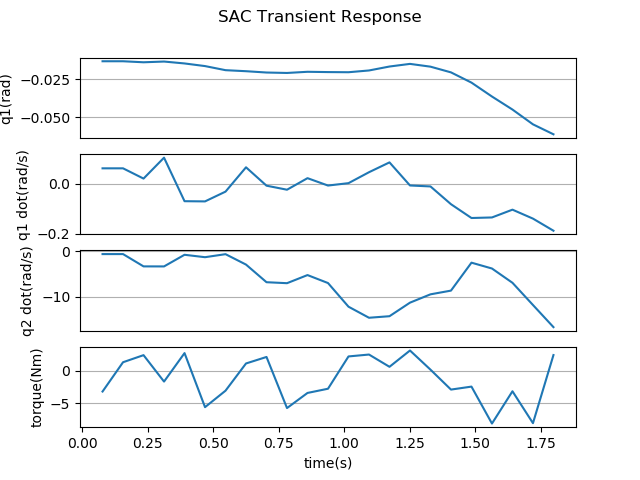 SAC Transient Response
q1(rad)
−0.025
−0.050
q1 dot(rad/s)
0.0
−0.2
q2 dot(rad/s)
0
−10
torque(Nm)
0
−5
0.00 0.25 0.50 0.75 1.00 1.25 1.50 1.75
time(s)